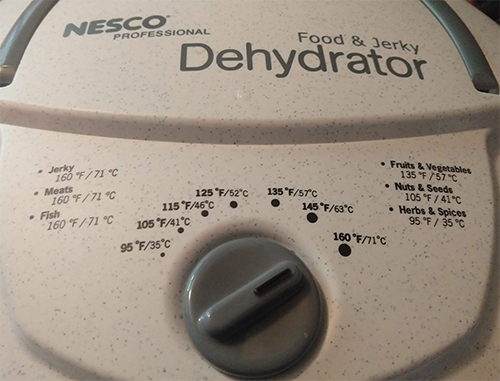 NESCO®
PROFESSIONAL
Food & Jerky
Dehydrator
• Jerky
160 °F/71 °C
• Meats
160 °F/71 °C
• Fish
160 °F/71 °C
95 °F/35°C
105 °F/41°C
115 °F/46°C
125 °F/52°C
135 °F/57°C
145 °F/63°C
160 °F/71°C
• Fruits & Vegetables
135 °F/57 °C
• Nuts & Seeds
105 °F/41°C
• Herbs & Spices
95 °F/35°C